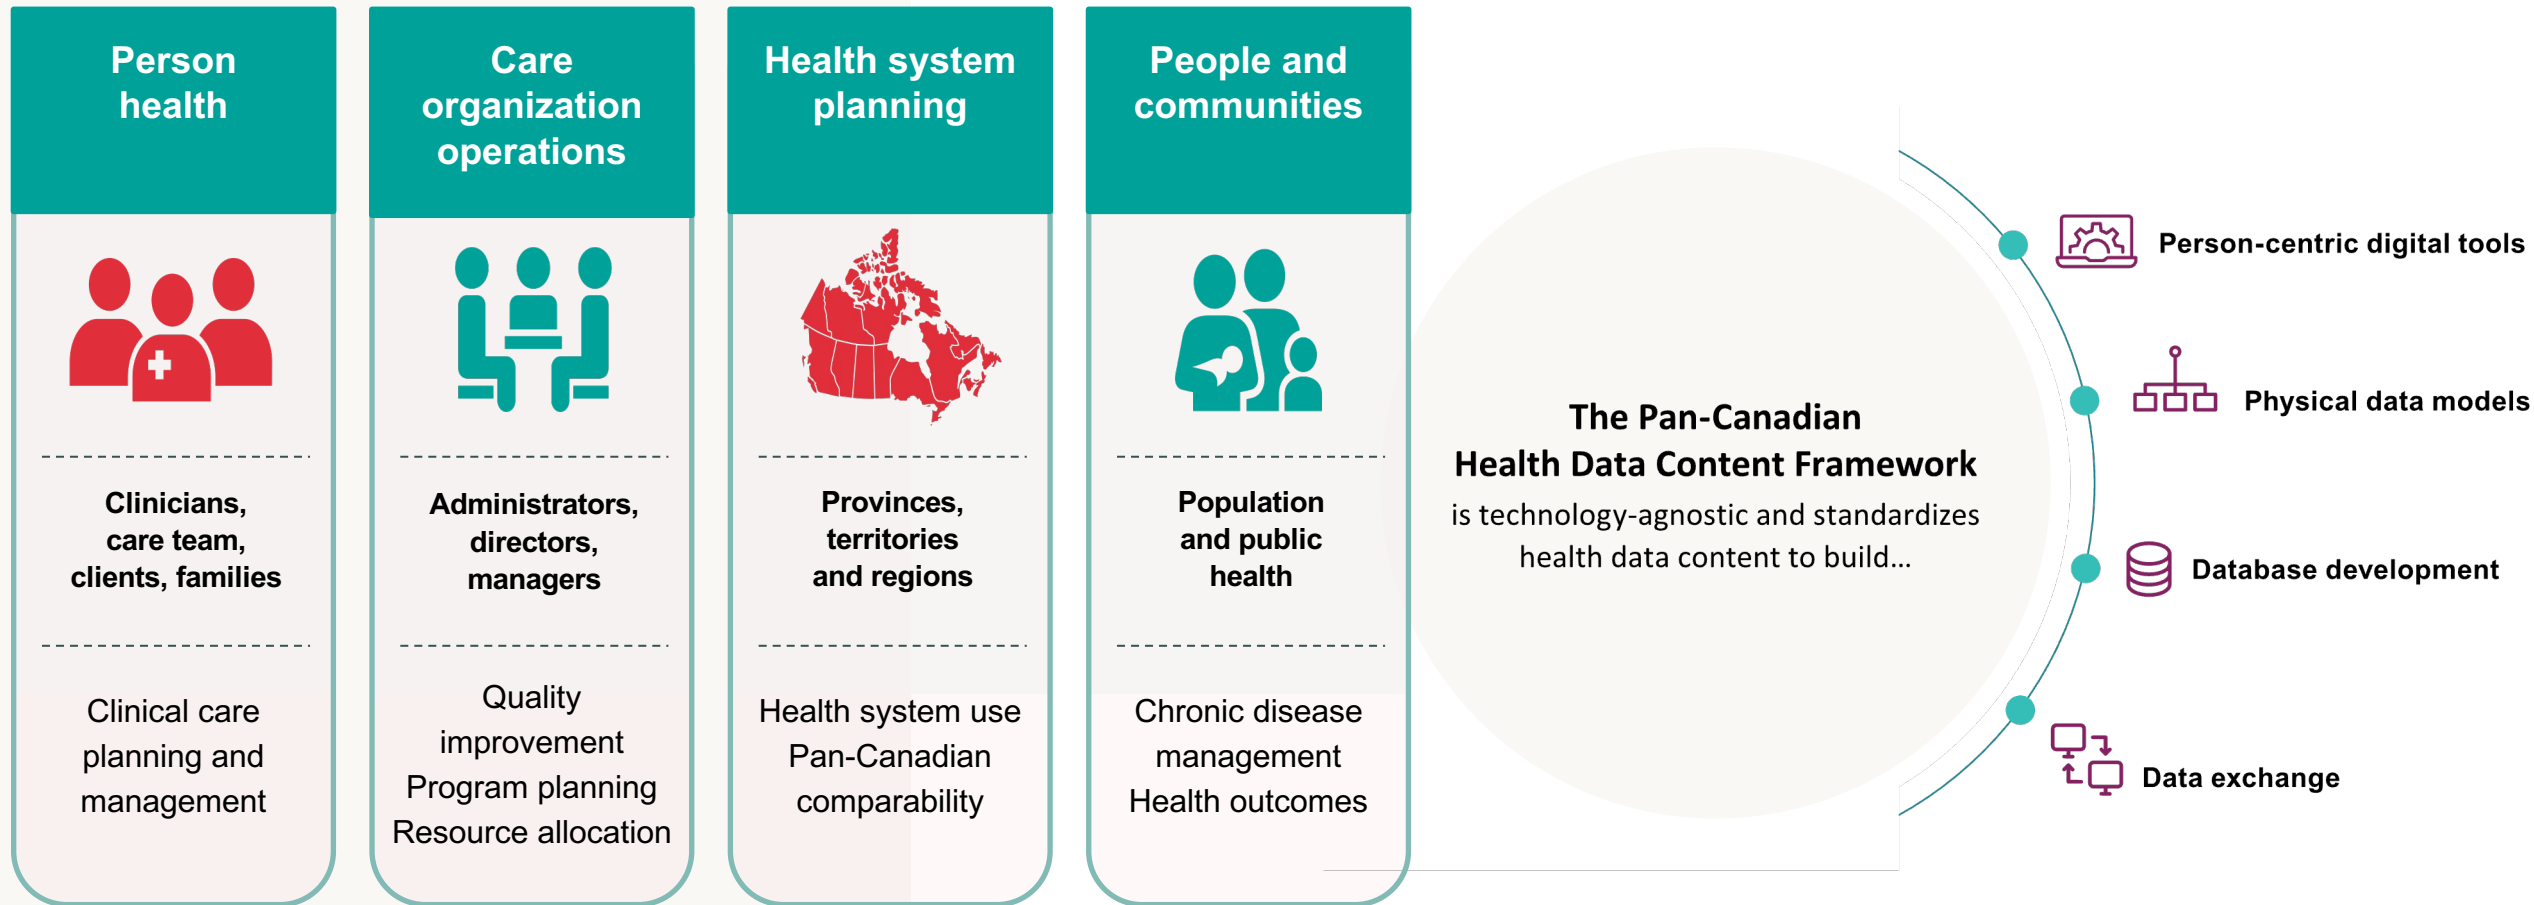 Person
health
Clinicians,
care team,
clients, families
Clinical care
planning and
management
Care
organization
operations
Administrators,
directors,
managers
Quality
improvement
Program planning
Resource allocation
Health system
planning
Provinces,
territories
and regions
Health system use
Pan-Canadian
comparability
People and
communities
Population
and public
health
Chronic disease
management
Health outcomes
The Pan-Canadian
Health Data Content Framework
is technology-agnostic and standardizes
health data content to build...
Person-centric digital tools
Physical data models
Database development
Data exchange